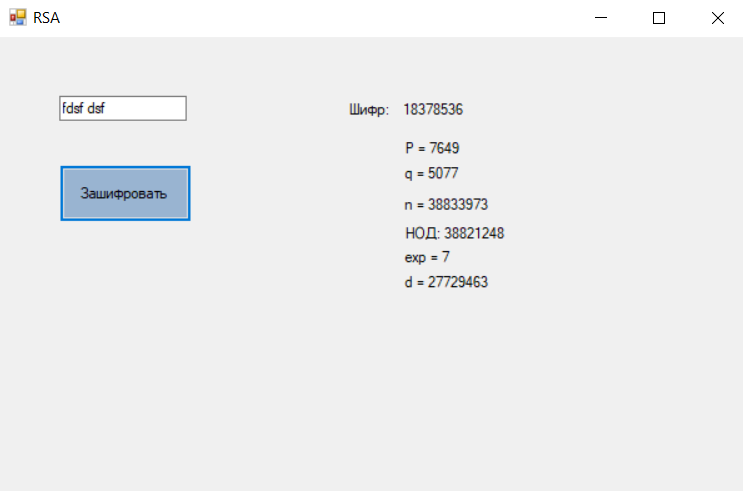 RSA
fdsf dsf
Шифр: 18378536
P = 7649
q = 5077
Зашифровать
n = 38833973
НОД: 38821248
exp = 7
d = 27729463